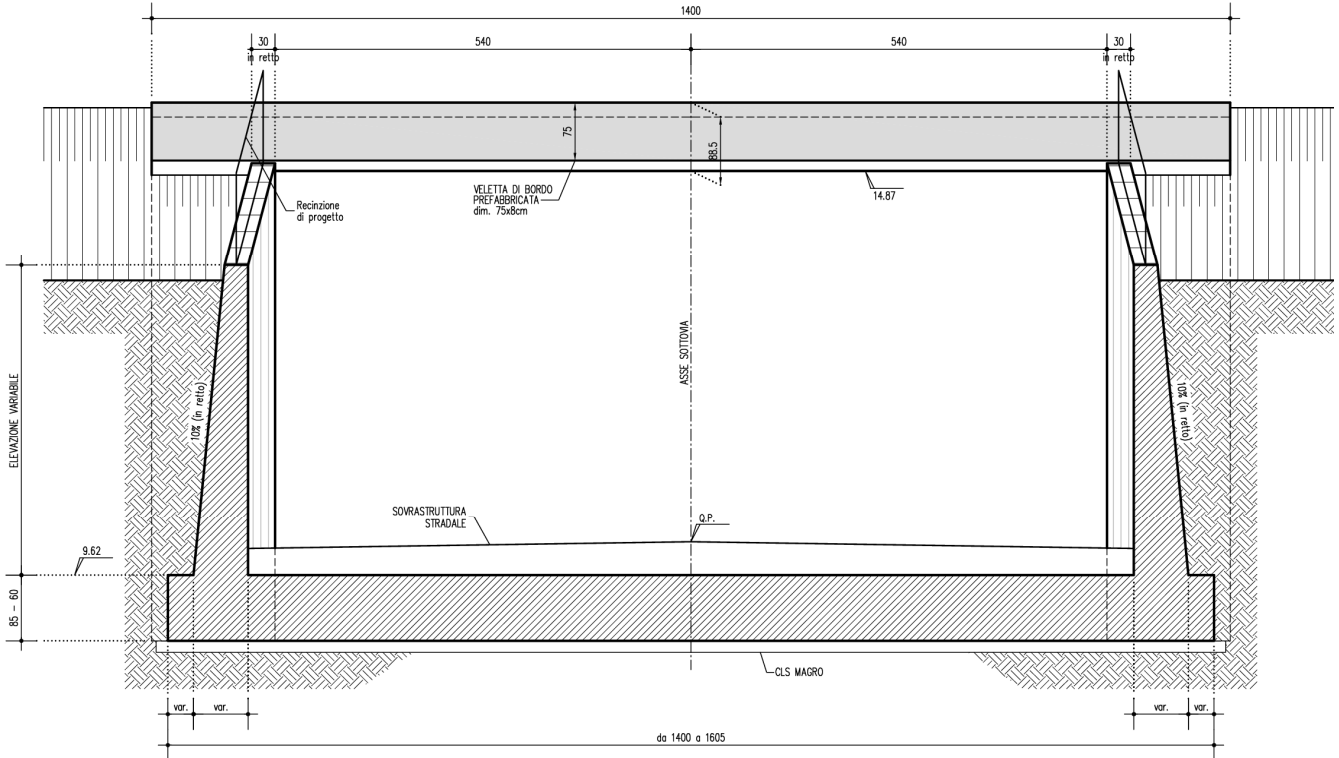 1400
30
in retto
540
540
30
in retto
75
88.5
VELETTA DI BORDO
PREFABBRICATA
dim. 75x8cm
14.87
Recinzione
di progetto
ASSE SOTTOVIA
ELEVAZIONE VARIABILE
10% (in retto)
10% (in retto)
SOVRASTRUTTURA
STRADALE
Q.P.
9.62
85 - 60
CLS MAGRO
var.
var.
var.
var.
da 1400 a 1605